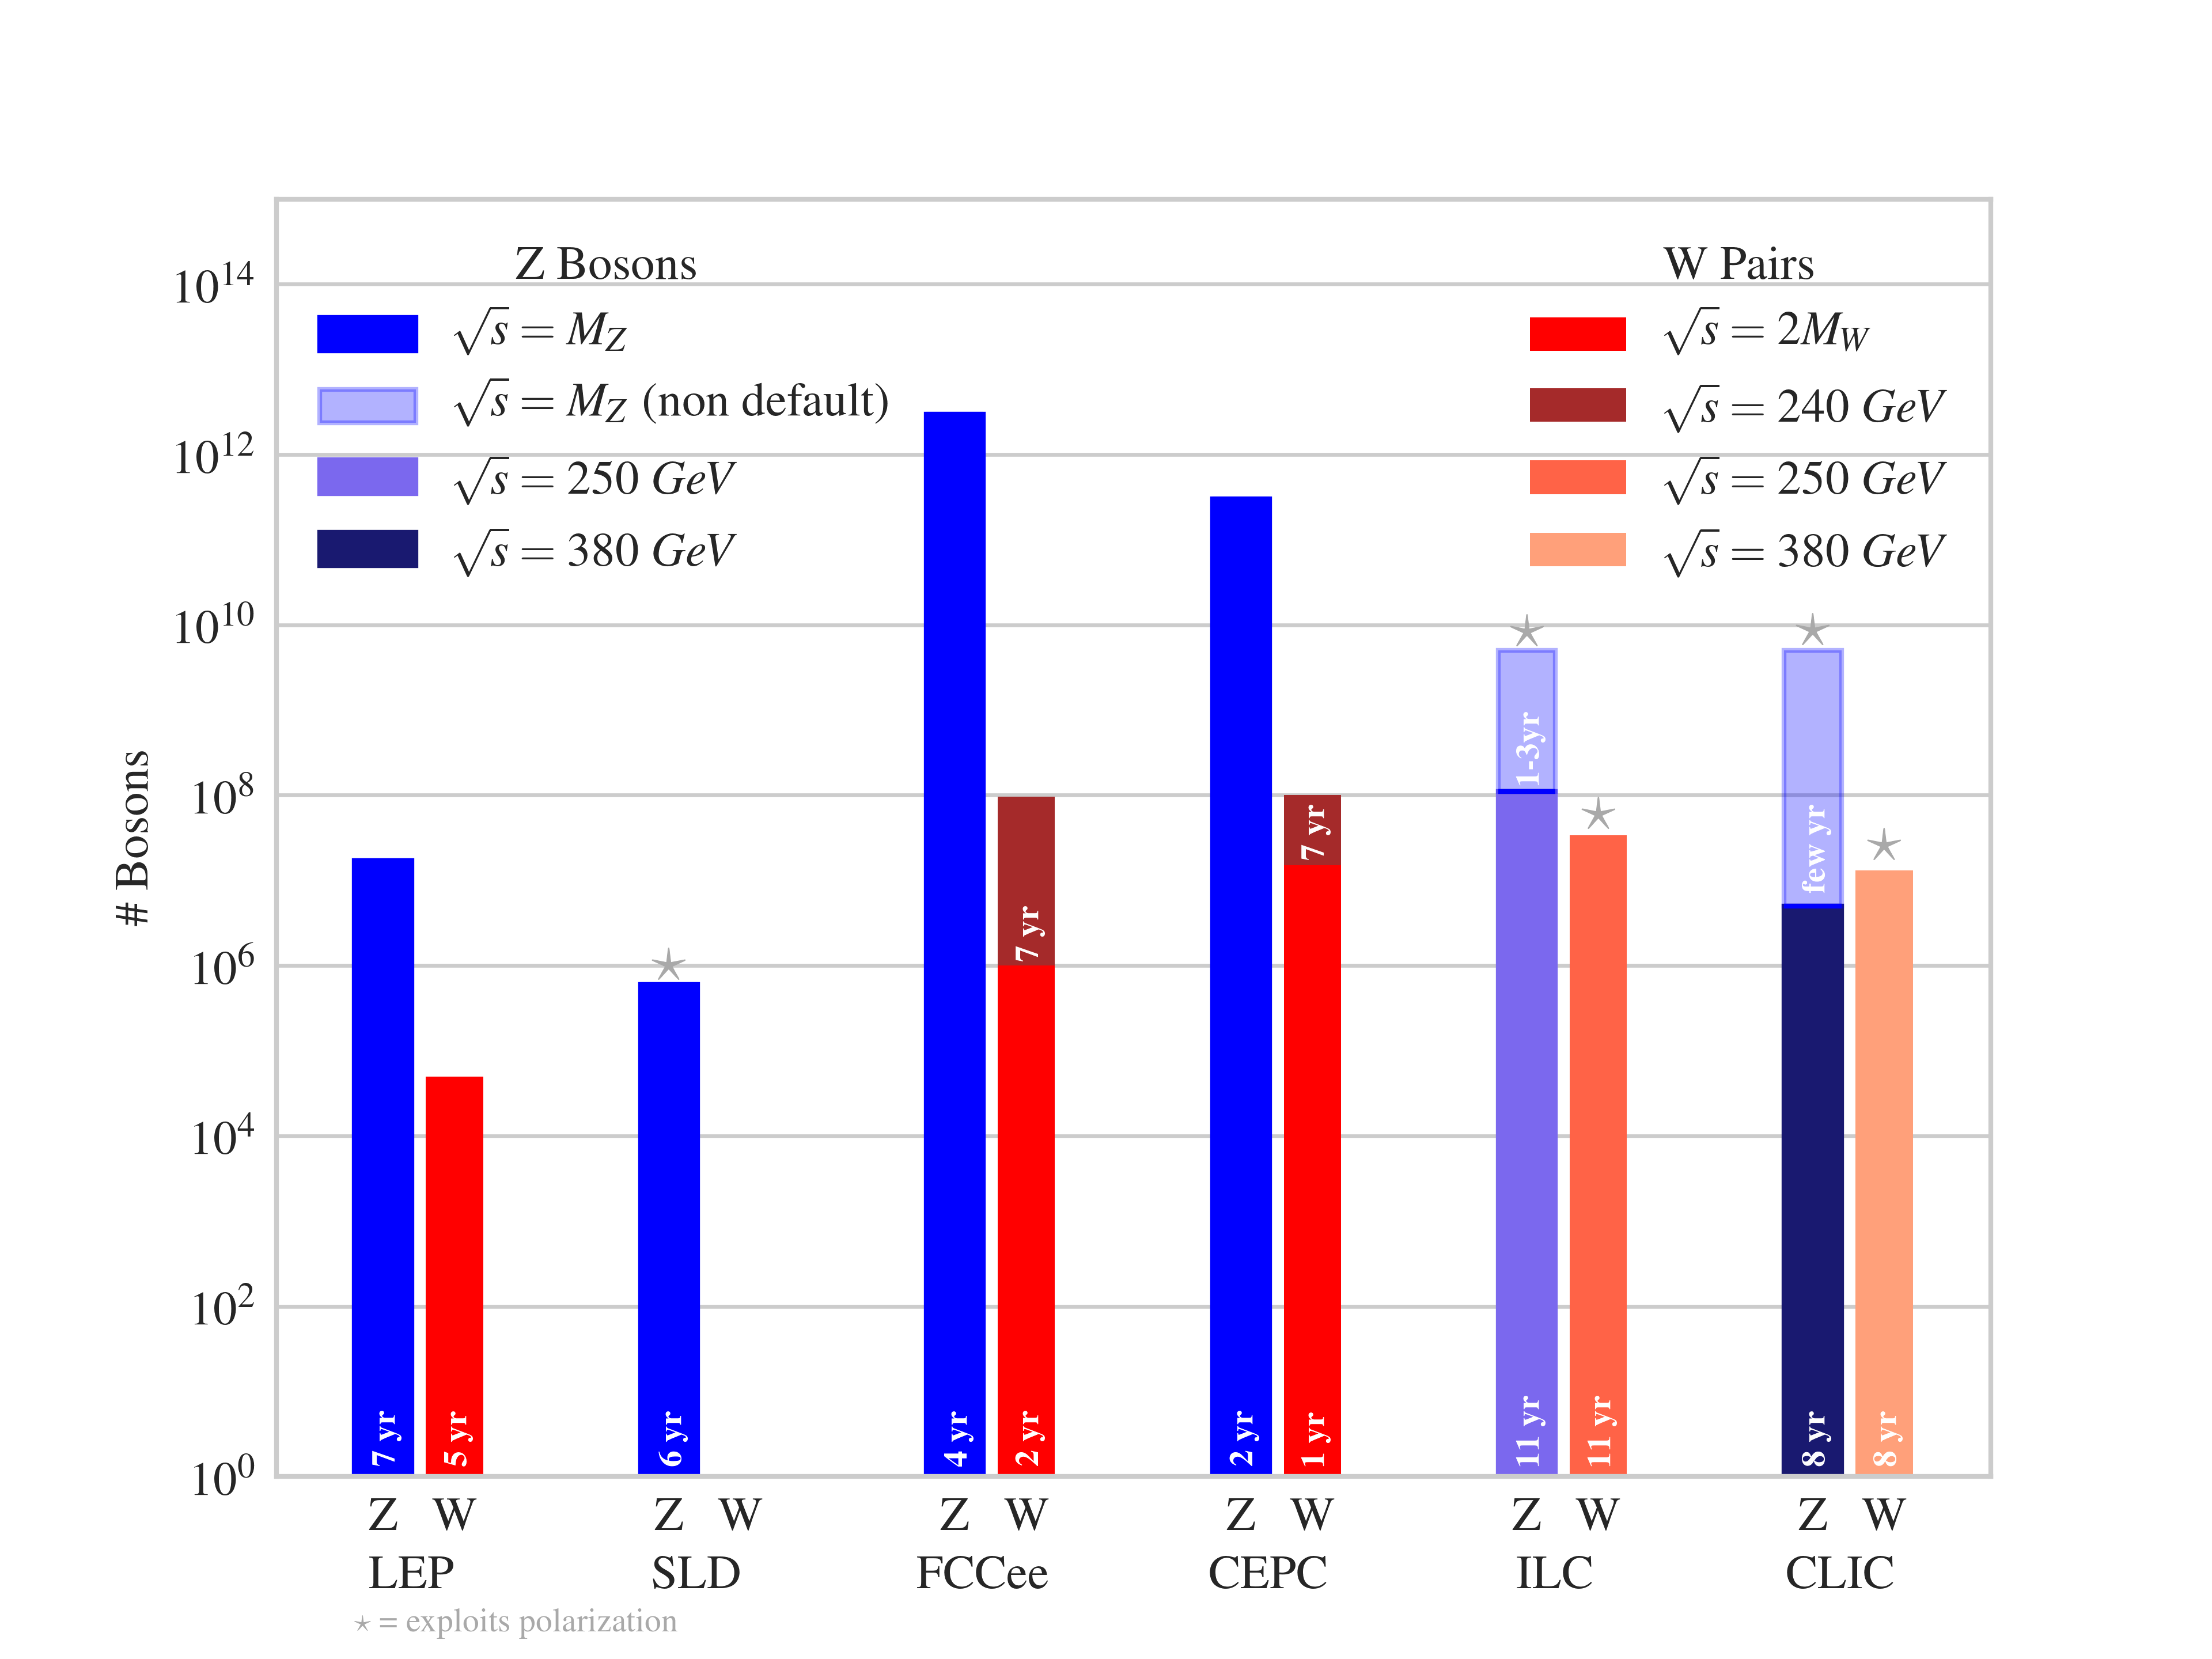 Z Bosons
√s = M_Z
√s = M_Z (non default)
√s = 250 GeV
√s = 380 GeV
W Pairs
√s = 2M_W
√s = 240 GeV
√s = 250 GeV
√s = 380 GeV
# Bosons
10^14
10^12
10^10
10^8
10^6
10^4
10^2
10^0
7 yr
5 yr
6 yr
4 yr
7 yr
2 yr
2 yr
7 yr
1 yr
1-3yr
11 yr
11 yr
few yr
8 yr
8 yr
Z W Z W Z W Z W Z W Z W
LEP SLD FCCee CEPC ILC CLIC
⋆ = exploits polarization